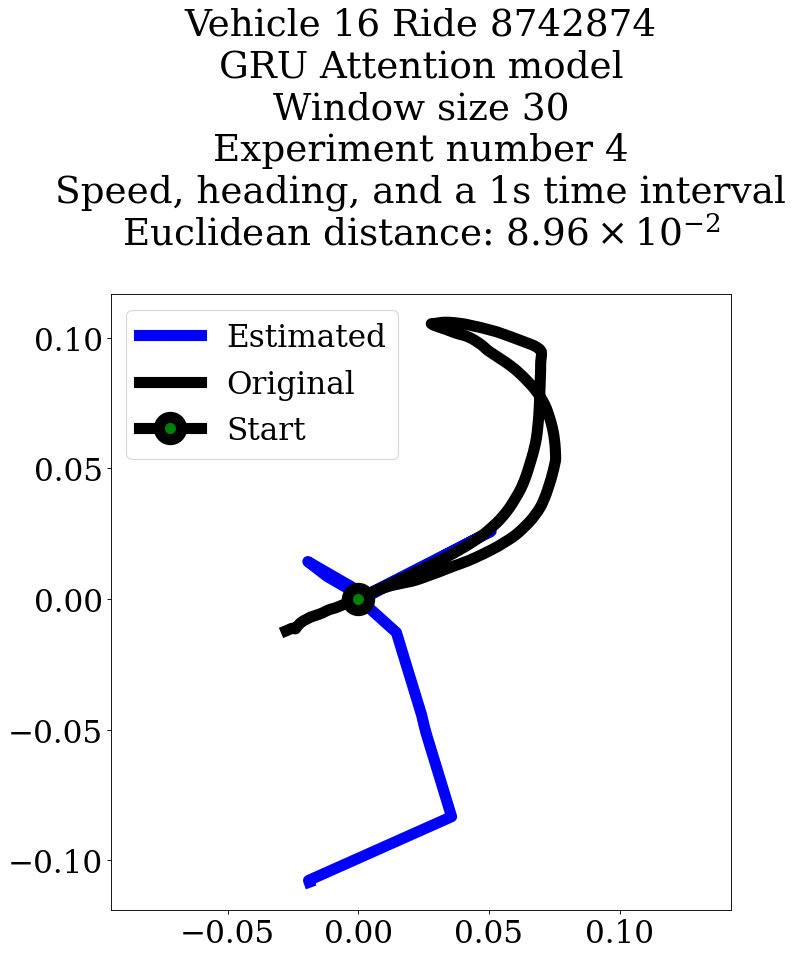 Vehicle 16 Ride 8742874
GRU Attention model
Window size 30
Experiment number 4
Speed, heading, and a 1s time interval
Euclidean distance: 8.96 × 10⁻²
Estimated
Original
Start
0.10
0.05
0.00
−0.05
−0.10
−0.05 0.00 0.05 0.10